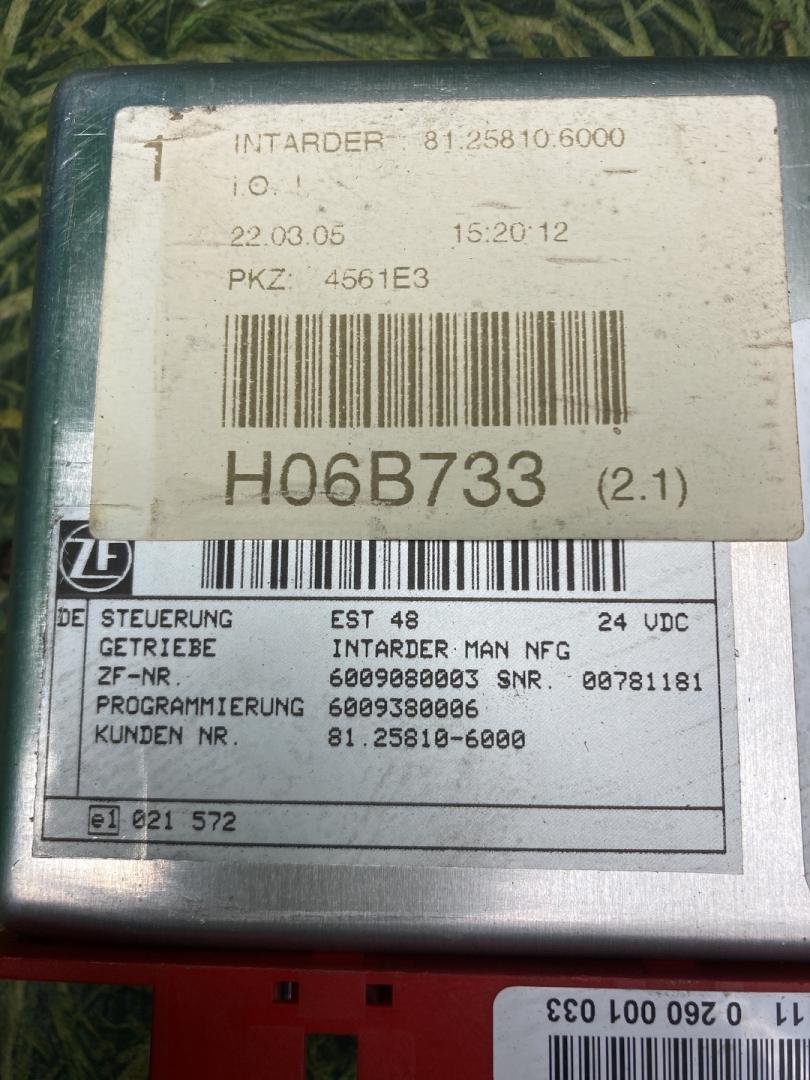 1
INTARDER : 81.25810.6000
i.O. !
22.03.05 15:20:12
PKZ: 4561E3
H06B733 (2.1)
ZF
DE STEUERUNG EST 48 24 VDC
GETRIEBE INTARDER MAN NFG
ZF-NR. 6009080003 SNR. 00781181
PROGRAMMIERUNG 6009380006
KUNDEN NR. 81.25810-6000
e1 021 572
11 0 260 001 033